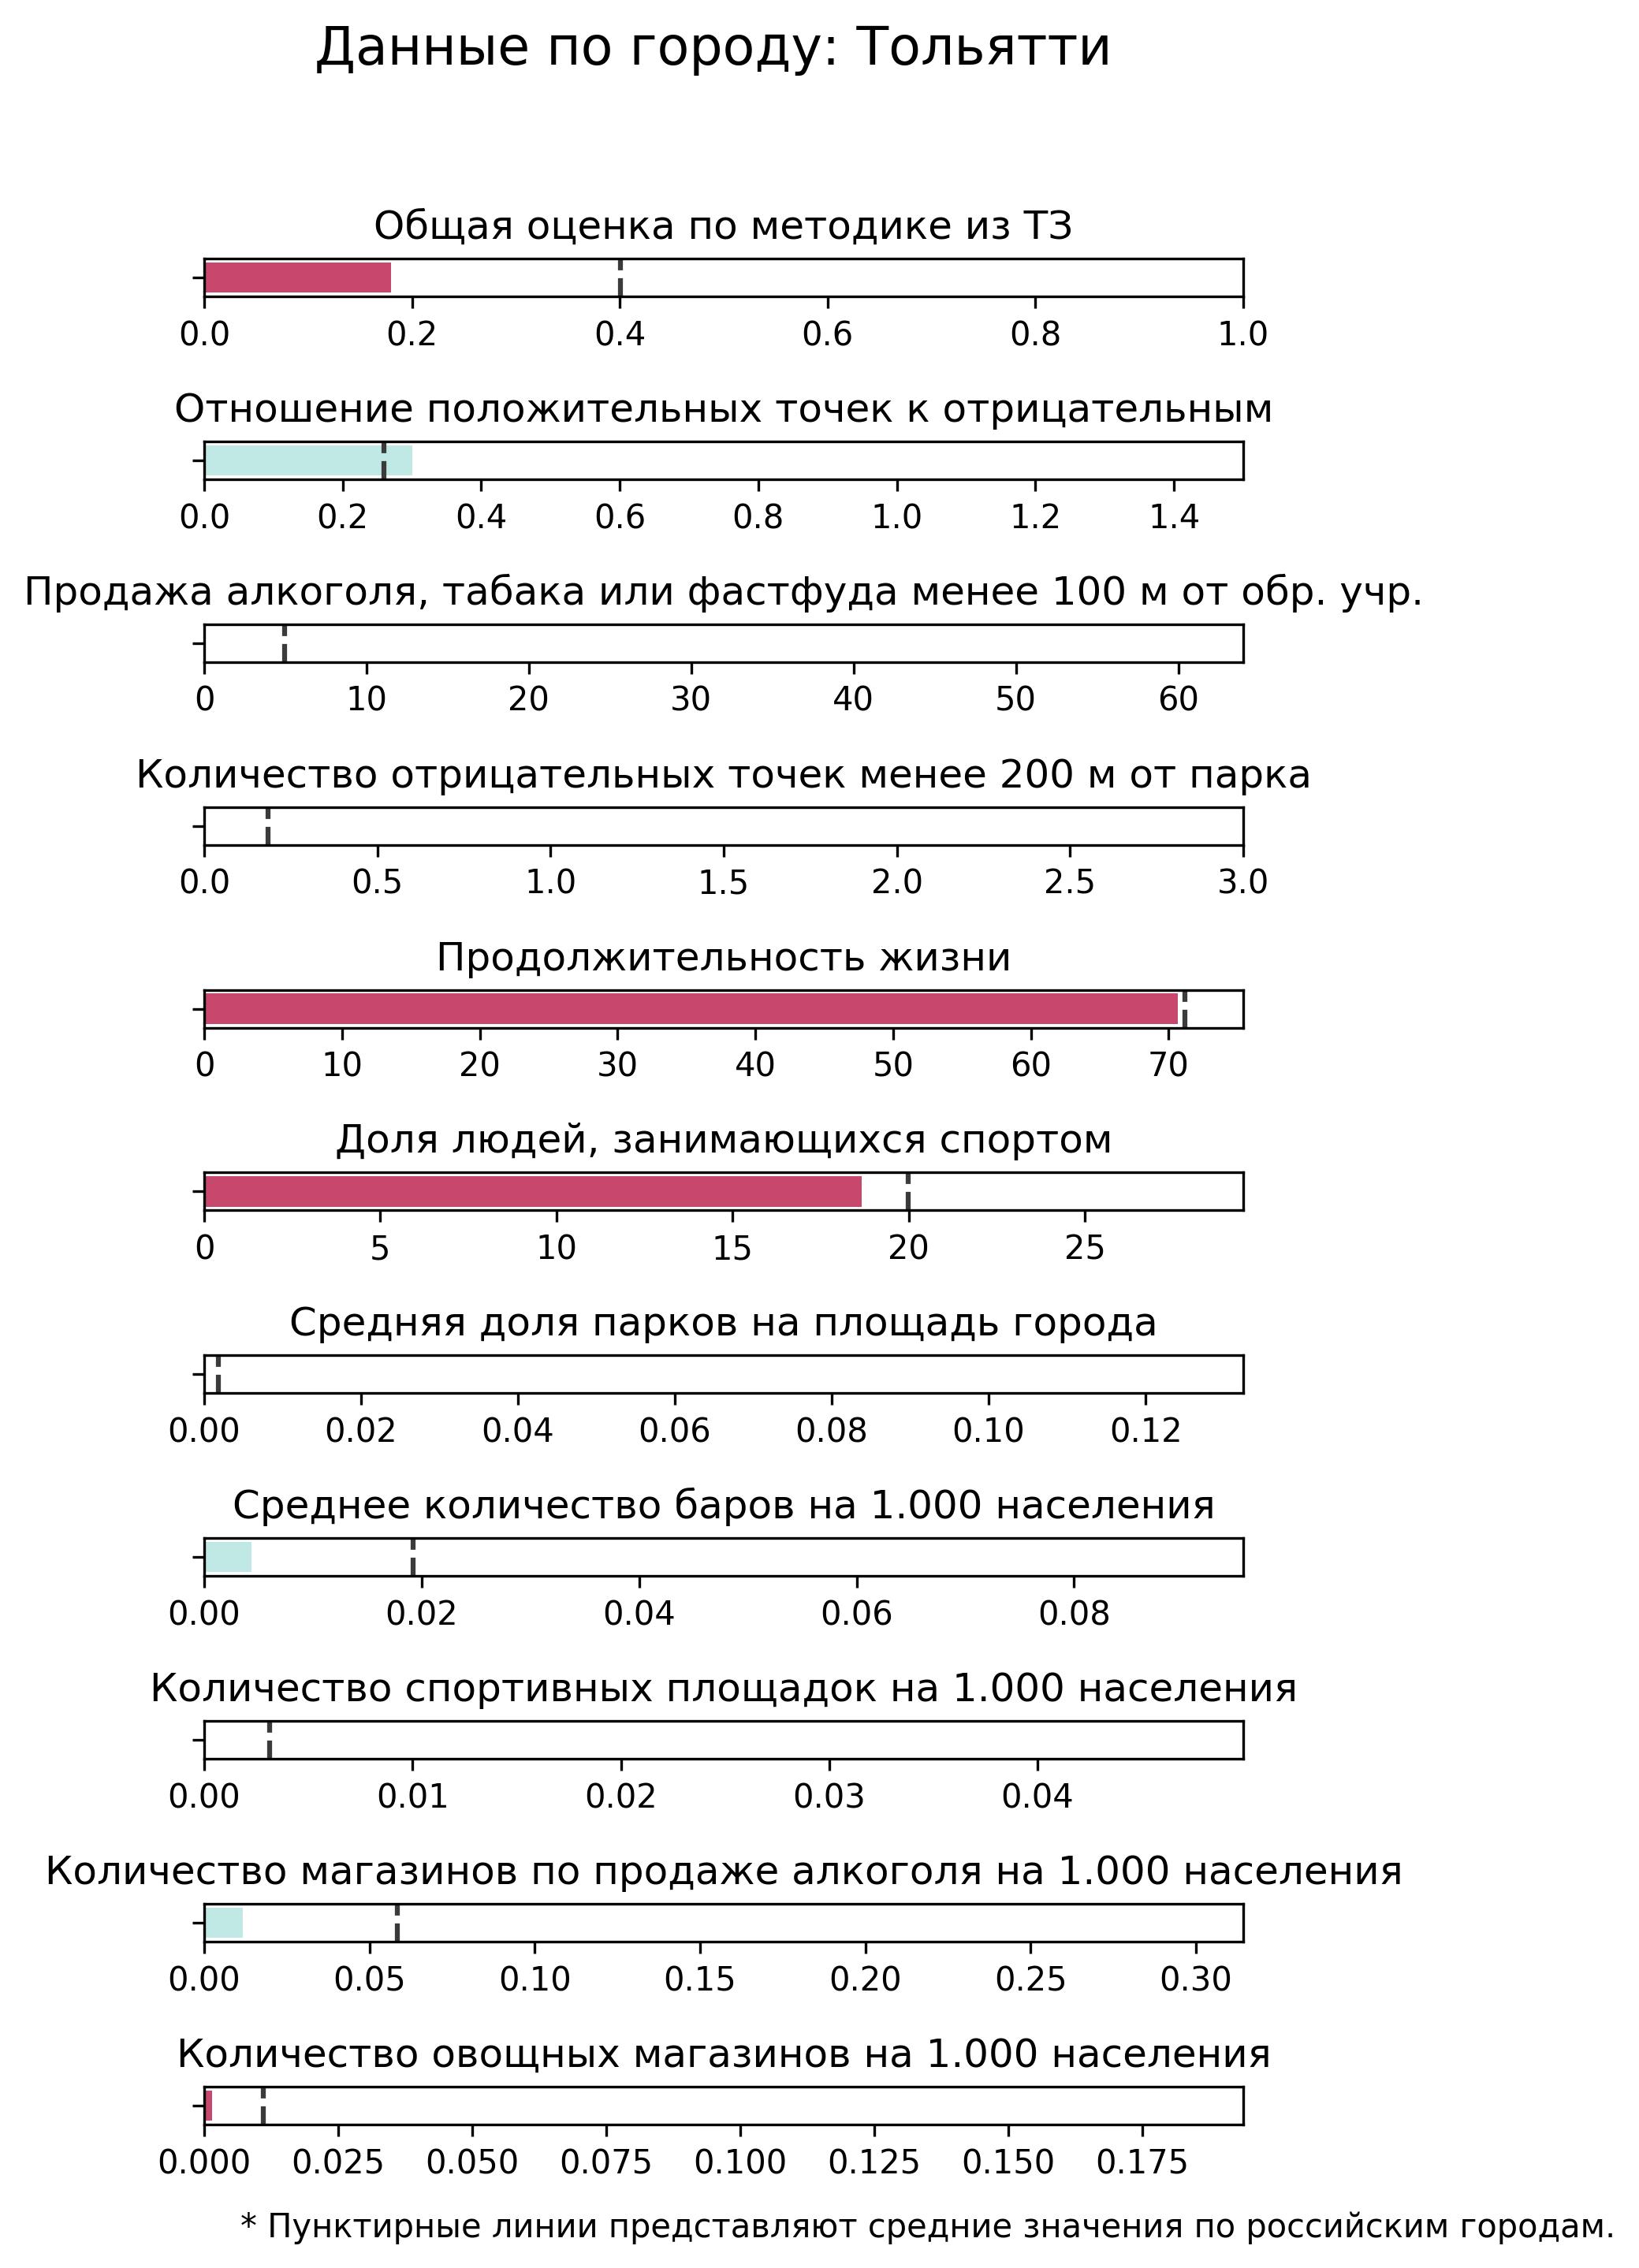 Данные по городу: Тольятти
Общая оценка по методике из ТЗ
0.0 0.2 0.4 0.6 0.8 1.0
Отношение положительных точек к отрицательным
0.0 0.2 0.4 0.6 0.8 1.0 1.2 1.4
Продажа алкоголя, табака или фастфуда менее 100 м от обр. учр.
0 10 20 30 40 50 60
Количество отрицательных точек менее 200 м от парка
0.0 0.5 1.0 1.5 2.0 2.5 3.0
Продолжительность жизни
0 10 20 30 40 50 60 70
Доля людей, занимающихся спортом
0 5 10 15 20 25
Средняя доля парков на площадь города
0.00 0.02 0.04 0.06 0.08 0.10 0.12
Среднее количество баров на 1.000 населения
0.00 0.02 0.04 0.06 0.08
Количество спортивных площадок на 1.000 населения
0.00 0.01 0.02 0.03 0.04
Количество магазинов по продаже алкоголя на 1.000 населения
0.00 0.05 0.10 0.15 0.20 0.25 0.30
Количество овощных магазинов на 1.000 населения
0.000 0.025 0.050 0.075 0.100 0.125 0.150 0.175
* Пунктирные линии представляют средние значения по российским городам.